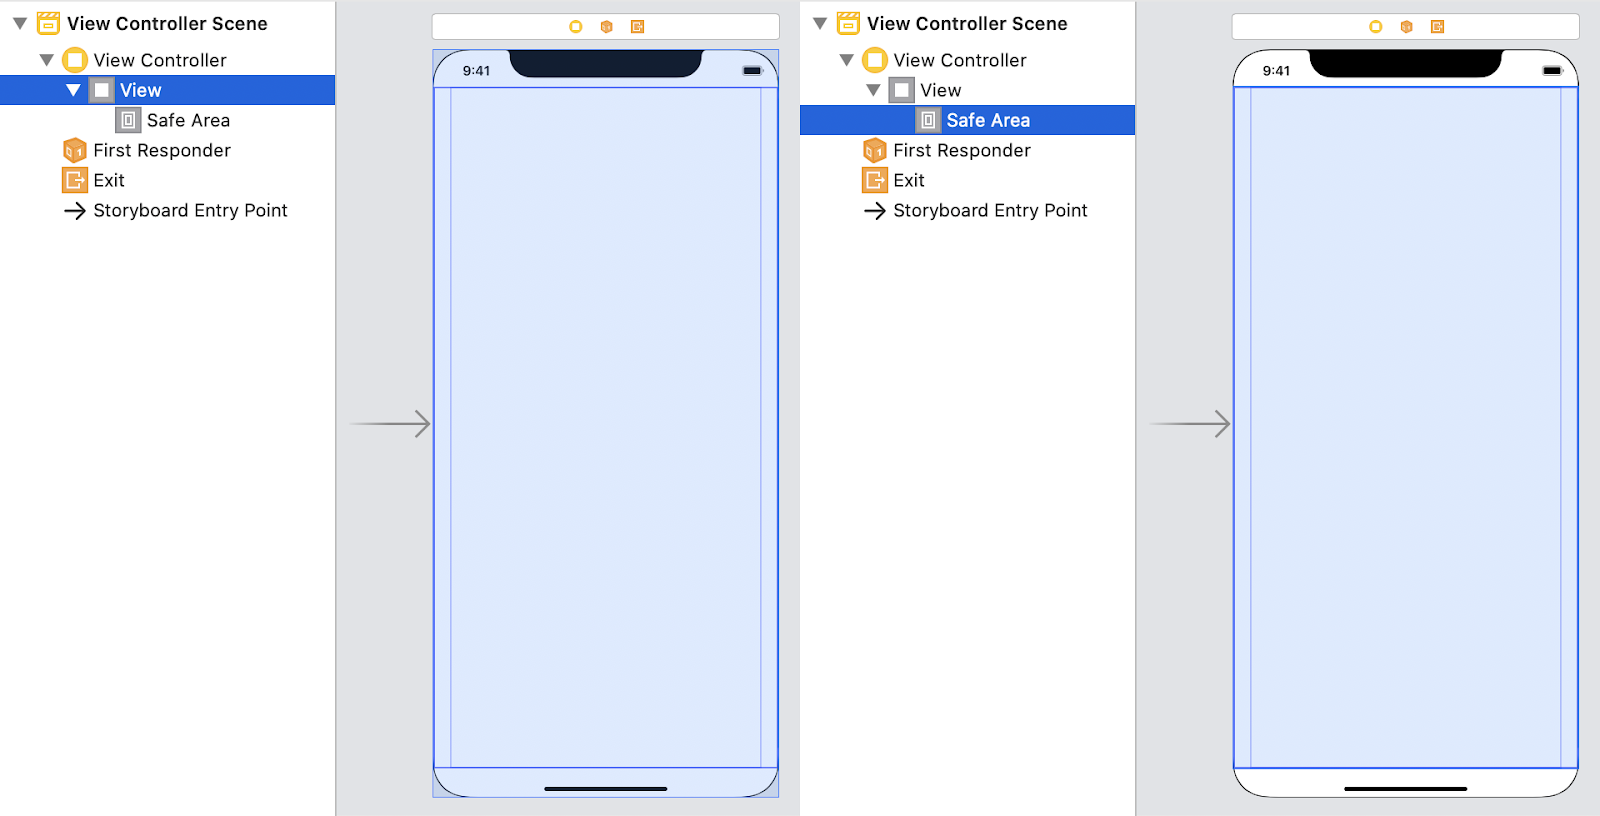 View Controller Scene
View Controller
View
Safe Area
First Responder
Exit
Storyboard Entry Point
9:41
View Controller Scene
View Controller
View
Safe Area
First Responder
Exit
Storyboard Entry Point
9:41